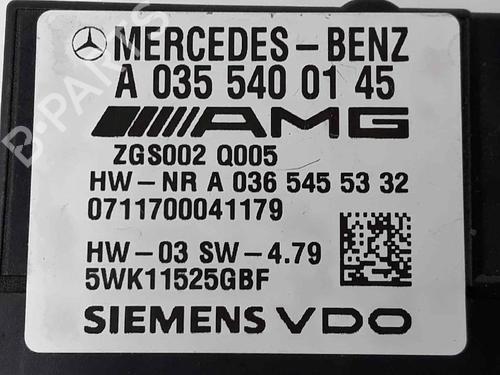 MERCEDES-BENZ
A 035 540 01 45
AMG
ZGS002 Q005
HW-NR A 036 545 53 32
0711700041179
HW-03 SW-4.79
5WK11525GBF
SIEMENS VDO
B-PARTS